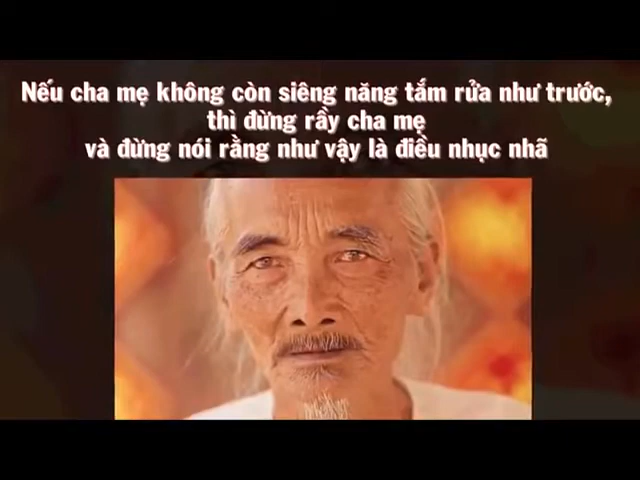 Nếu cha mẹ không còn siêng năng tắm rửa như trước,
thì đừng rầy cha mẹ
và đừng nói rằng như vậy là điều nhục nhã